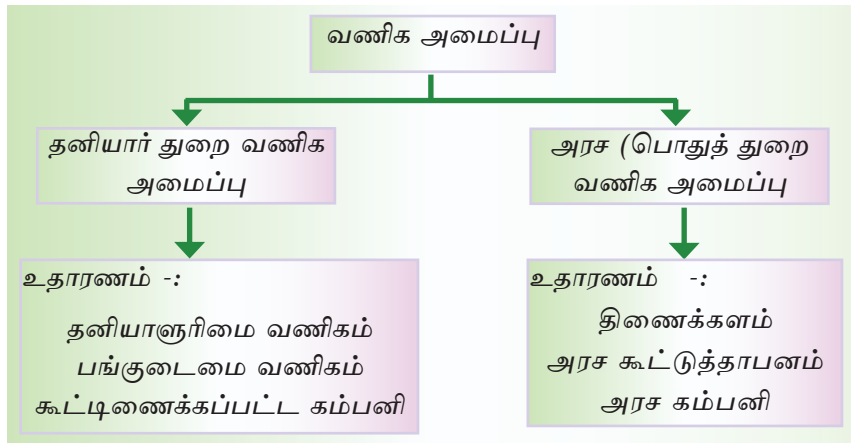 வணிக அமைப்பு
தனியார் துறை வணிக
அமைப்பு
அரச (பொதுத் துறை
வணிக அமைப்பு
உதாரணம் -:
தனியாளுரிமை வணிகம்
பங்குடைமை வணிகம்
கூட்டிணைக்கப்பட்ட கம்பனி
உதாரணம் -:
திணைக்களம்
அரச கூட்டுத்தாபனம்
அரச கம்பனி